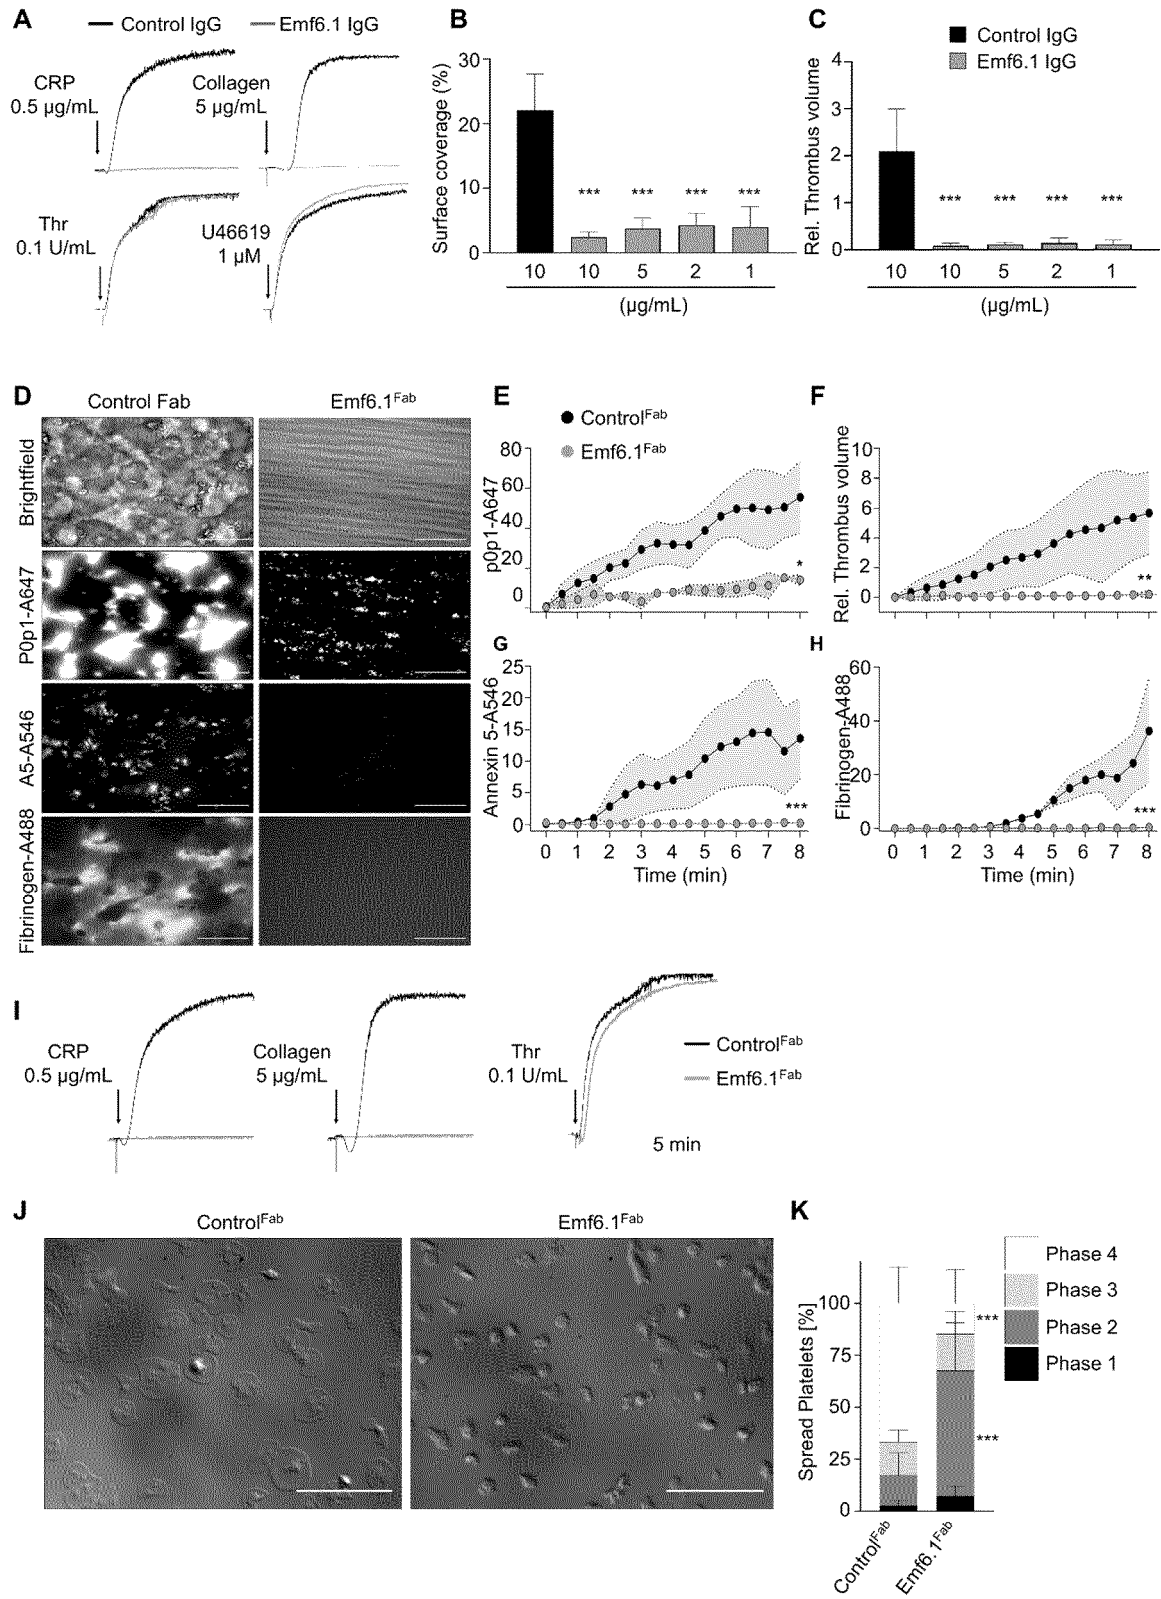 A
Control IgG
Emf6.1 IgG
CRP
0.5 µg/mL
Collagen
5 µg/mL
Thr
0.1 U/mL
U46619
1 µM
B
Surface coverage (%)
30
20
10
0
***
***
***
***
10
10
5
2
1
(µg/mL)
C
Control IgG
Emf6.1 IgG
Rel. Thrombus volume
4
3
2
1
0
***
***
***
***
10
10
5
2
1
(µg/mL)
D
Control Fab
Emf6.1Fab
Brightfield
P0p1-A647
A5-A546
Fibrinogen-A488
E
ControlFab
Emf6.1Fab
p0p1-A647
80
60
40
20
0
*
F
Rel. Thrombus volume
10
8
6
4
2
0
**
G
Annexin 5-A546
25
20
15
10
5
0
***
0
1
2
3
4
5
6
7
8
Time (min)
H
Fibrinogen-A488
60
40
20
0
***
0
1
2
3
4
5
6
7
8
Time (min)
I
CRP
0.5 µg/mL
Collagen
5 µg/mL
Thr
0.1 U/mL
ControlFab
Emf6.1Fab
5 min
J
ControlFab
Emf6.1Fab
K
Spread Platelets [%]
100
75
50
25
0
***
***
Phase 4
Phase 3
Phase 2
Phase 1
ControlFab
Emf6.1Fab